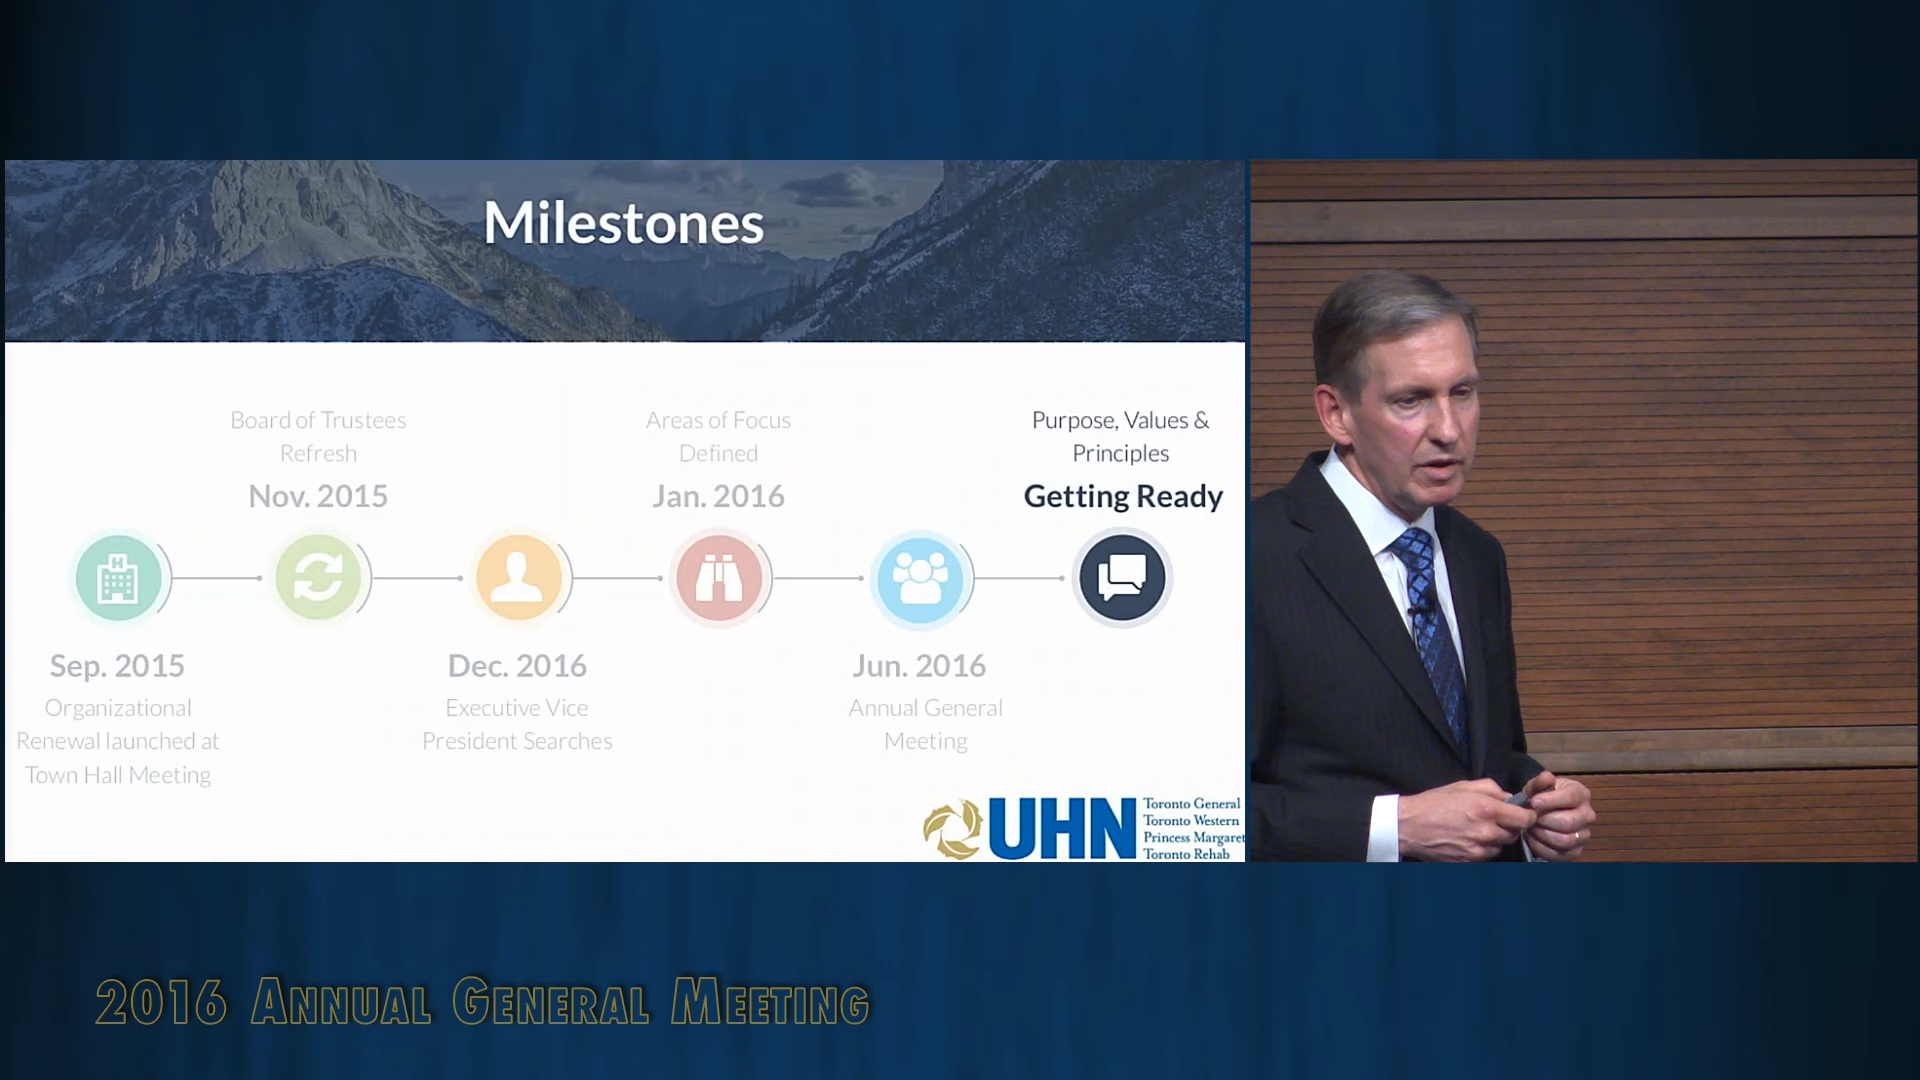 Milestones
Board of Trustees
Refresh
Nov. 2015
Areas of Focus
Defined
Jan. 2016
Purpose, Values &
Principles
Getting Ready
H
Sep. 2015
Organizational
Renewal launched at
Town Hall Meeting
Dec. 2016
Executive Vice
President Searches
Jun. 2016
Annual General
Meeting
UHN
Toronto General
Toronto Western
Princess Margaret
Toronto Rehab
2016 Annual General Meeting